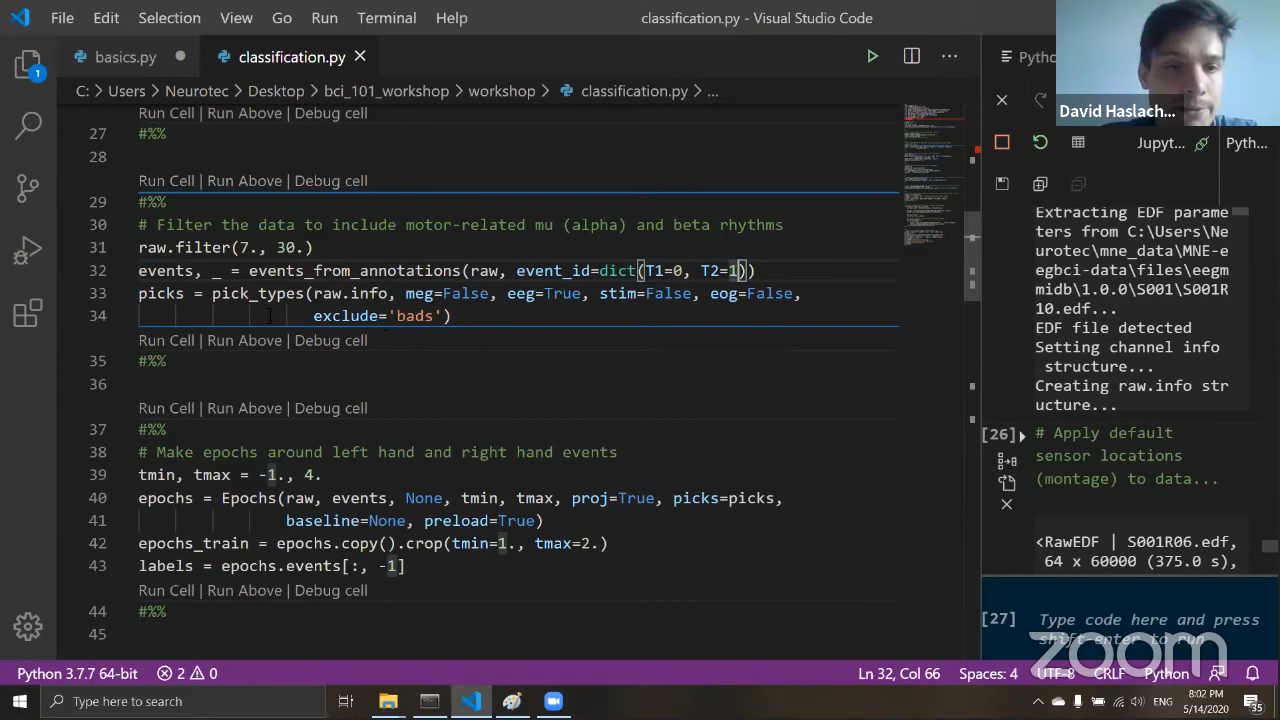 File Edit Selection View Go Run Terminal Help classification.py - Visual Studio Code
basics.py classification.py
Python
David Haslach...
C: > Users > Neurotec > Desktop > bci_101_workshop > workshop > classification.py > ...
Run Cell | Run Above | Debug cell
27 #%%
28
Run Cell | Run Above | Debug cell
29 #%%
30 # Filter emg data to include motor-related mu (alpha) and beta rhythms
31 raw.filter(7., 30.)
32 events, _ = events_from_annotations(raw, event_id=dict(T1=0, T2=1))
33 picks = pick_types(raw.info, meg=False, eeg=True, stim=False, eog=False,
34 exclude='bads')
Run Cell | Run Above | Debug cell
35 #%%
36
Run Cell | Run Above | Debug cell
37 #%%
38 # Make epochs around left hand and right hand events
39 tmin, tmax = -1., 4.
40 epochs = Epochs(raw, events, None, tmin, tmax, proj=True, picks=picks,
41 baseline=None, preload=True)
42 epochs_train = epochs.copy().crop(tmin=1., tmax=2.)
43 labels = epochs.events[:, -1]
Run Cell | Run Above | Debug cell
44 #%%
45
Jupyt... Pyth...
Extracting EDF parame
ters from C:\Users\Ne
urotec\mne_data\MNE-e
egbci-data\files\eegm
midb\1.0.0\S001\S001R
10.edf...
EDF file detected
Setting channel info
structure...
Creating raw.info str
ucture...
[26] # Apply default
sensor locations
(montage) to data...
<RawEDF | S001R06.edf,
64 x 60000 (375.0 s),
[27] Type code here and press
shift-enter to run
zoom
Python 3.7.7 64-bit 2 0 Ln 32, Col 66 Spaces: 4 UTF-8 CRLF Python
Type here to search
ENG 8:02 PM
5/14/2020
35
1